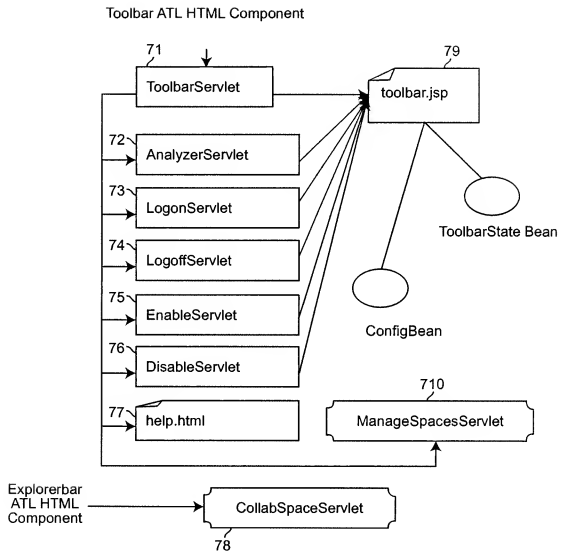 Toolbar ATL HTML Component
71
79
ToolbarServlet
toolbar.jsp
72
AnalyzerServlet
73
LogonServlet
ToolbarState Bean
74
LogoffServlet
75
EnableServlet
ConfigBean
76
DisableServlet
710
77
help.html
ManageSpacesServlet
Explorerbar
ATL HTML
Component
CollabSpaceServlet
78